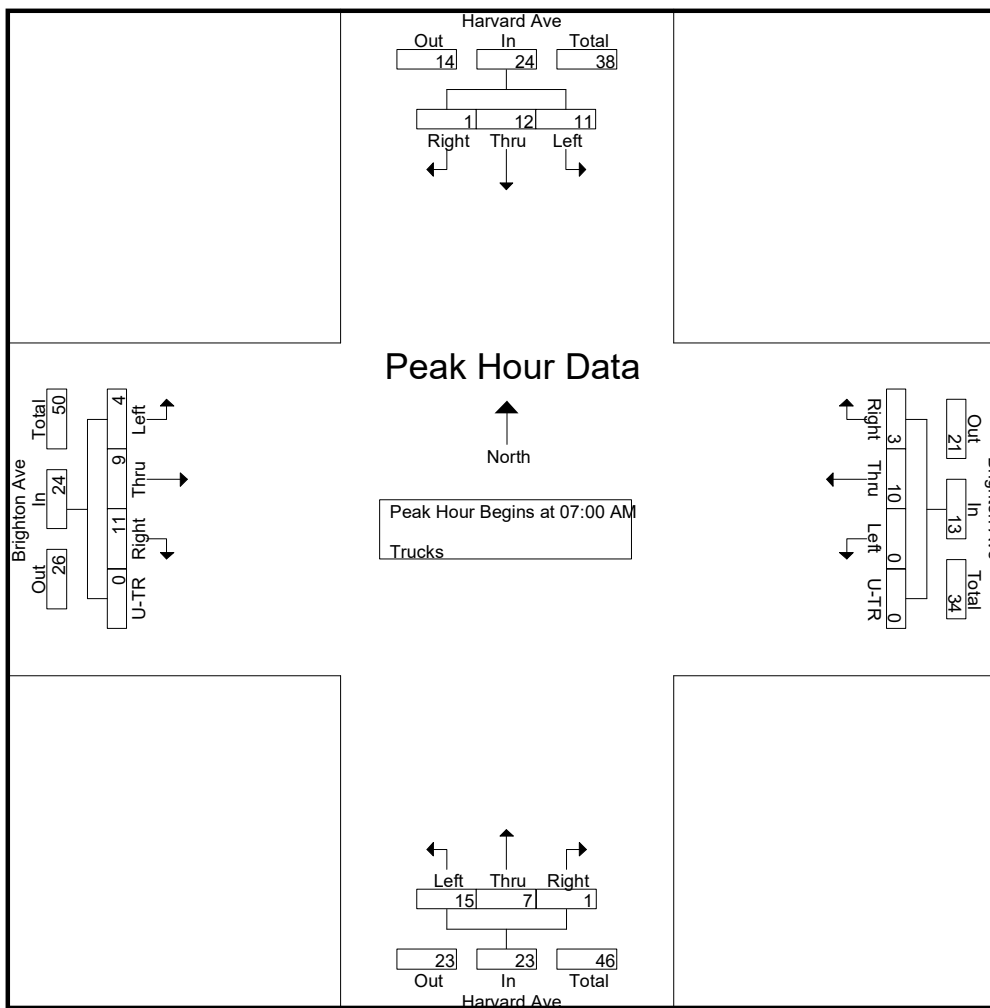 Harvard Ave
Out In Total
14 24 38
1 12 11
Right Thru Left
Peak Hour Data
North
Peak Hour Begins at 07:00 AM
Trucks
Brighton Ave
Total In Out
50 24 26
4 9 11 0
Left Thru Right U-TR
Right Thru Left U-TR
3 10 0 0
21 13 34
Out In Total
Left Thru Right
15 7 1
23 23 46
Out In Total
Harvard Ave